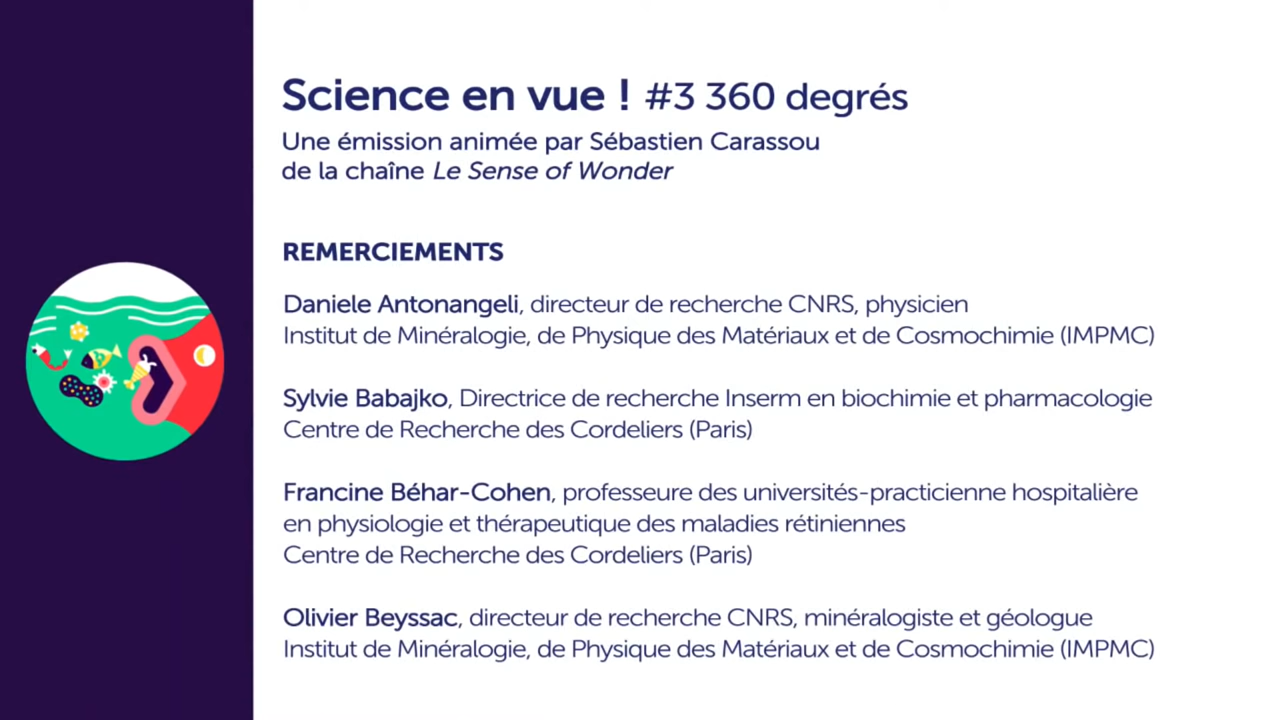 Science en vue ! #3 360 degrés
Une émission animée par Sébastien Carassou
de la chaîne Le Sense of Wonder
REMERCIEMENTS
Daniele Antonangeli, directeur de recherche CNRS, physicien
Institut de Minéralogie, de Physique des Matériaux et de Cosmochimie (IMPMC)
Sylvie Babajko, Directrice de recherche Inserm en biochimie et pharmacologie
Centre de Recherche des Cordeliers (Paris)
Francine Béhar-Cohen, professeure des universités-practicienne hospitalière
en physiologie et thérapeutique des maladies rétiniennes
Centre de Recherche des Cordeliers (Paris)
Olivier Beyssac, directeur de recherche CNRS, minéralogiste et géologue
Institut de Minéralogie, de Physique des Matériaux et de Cosmochimie (IMPMC)